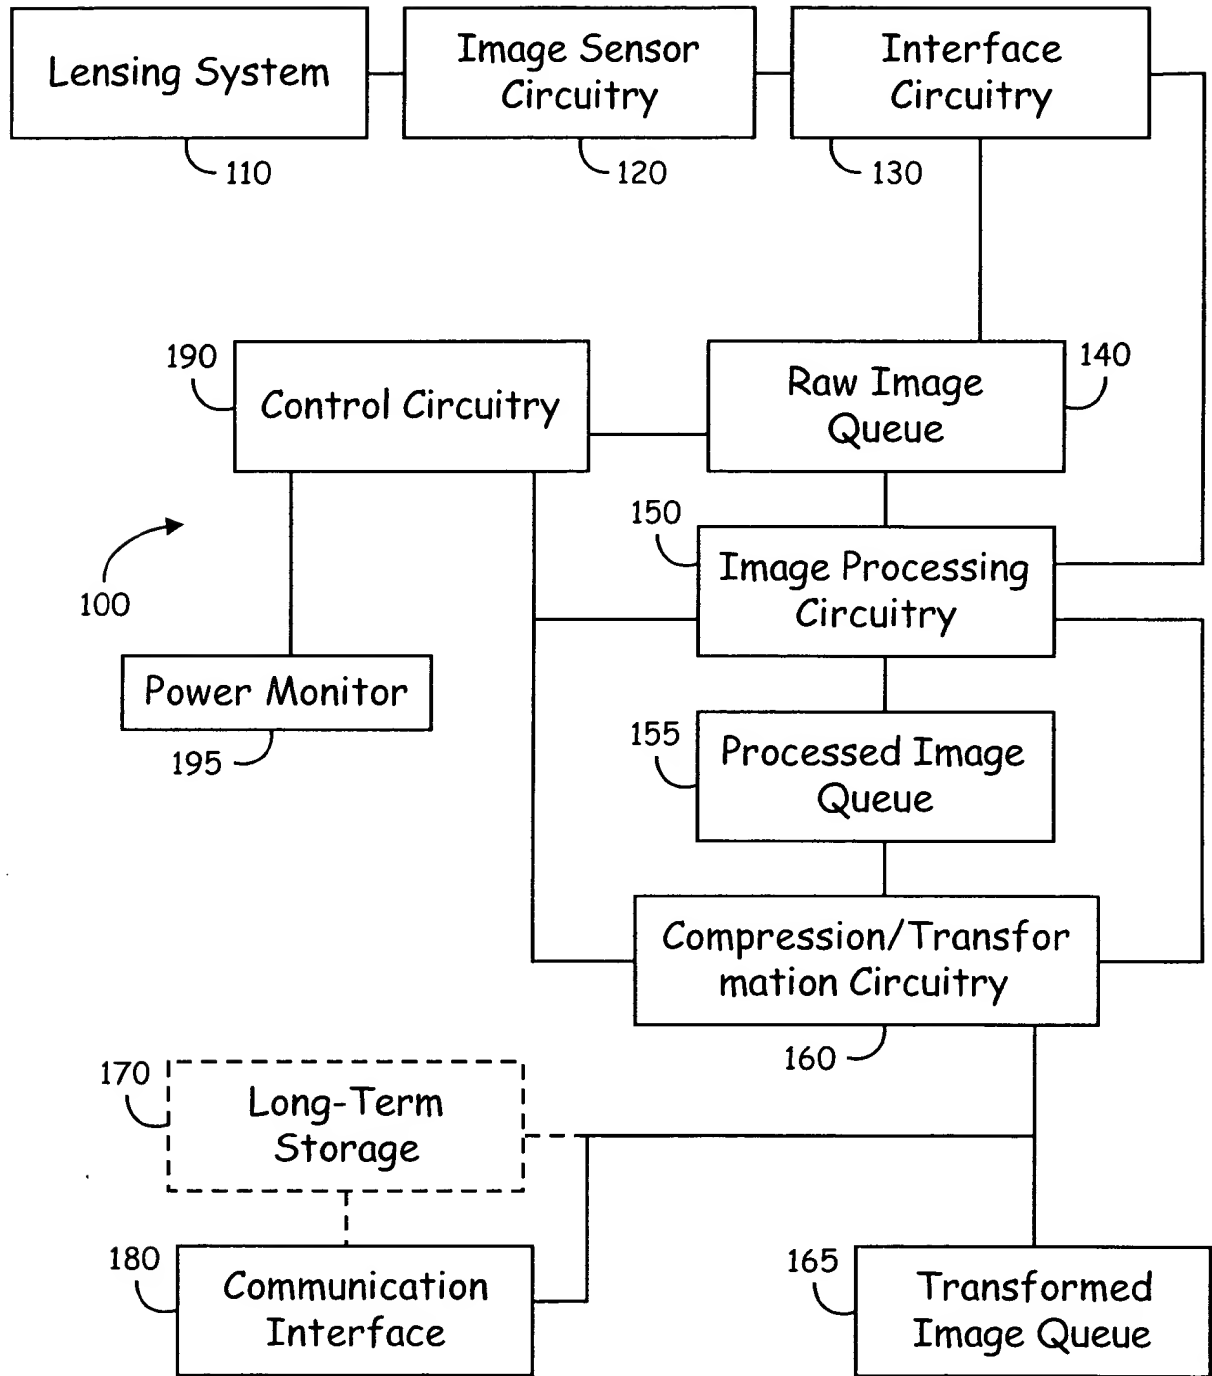 Lensing System
Image Sensor
Circuitry
Interface
Circuitry
110
120
130
190
Control Circuitry
Raw Image
Queue
140
100
150
Image Processing
Circuitry
Power Monitor
195
155
Processed Image
Queue
Compression/Transfor
mation Circuitry
160
170
Long-Term
Storage
180
Communication
Interface
165
Transformed
Image Queue